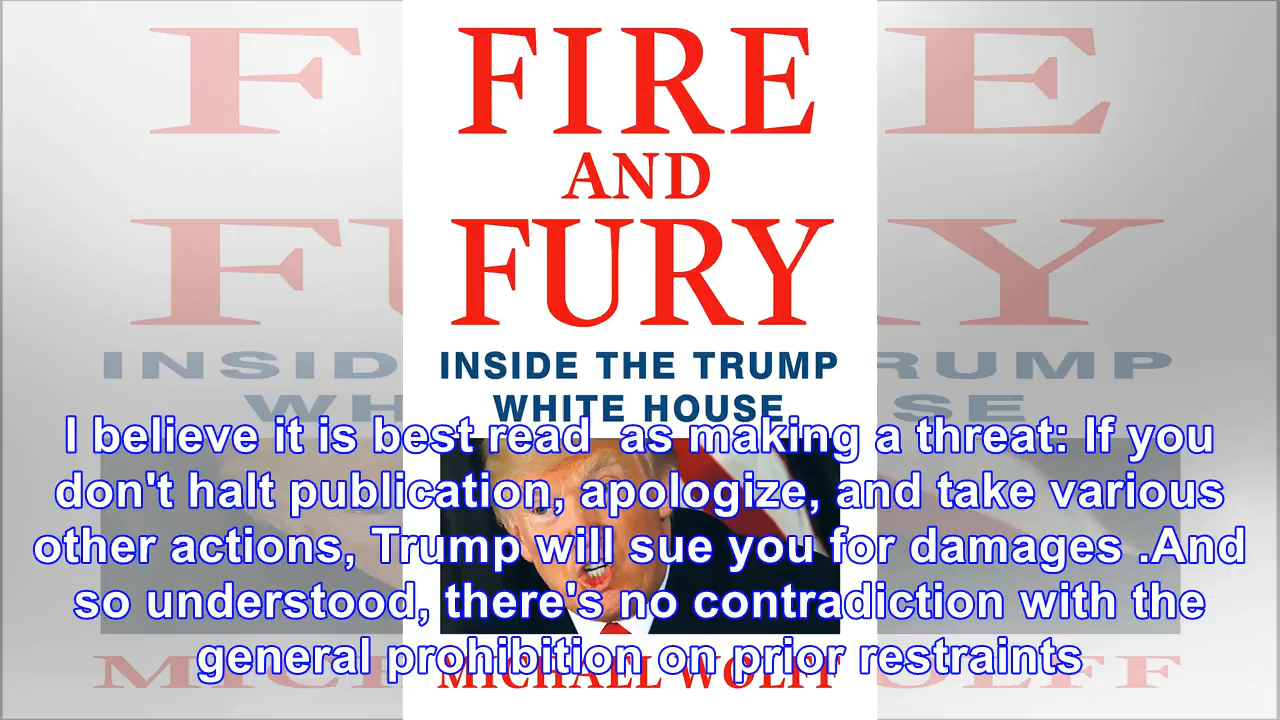 FIRE
AND
FURY
INSIDE THE TRUMP
WHITE HOUSE
I believe it is best read as making a threat: If you
don't halt publication, apologize, and take various
other actions, Trump will sue you for damages .And
so understood, there's no contradiction with the
general prohibition on prior restraints
MICHAEL WOLFF